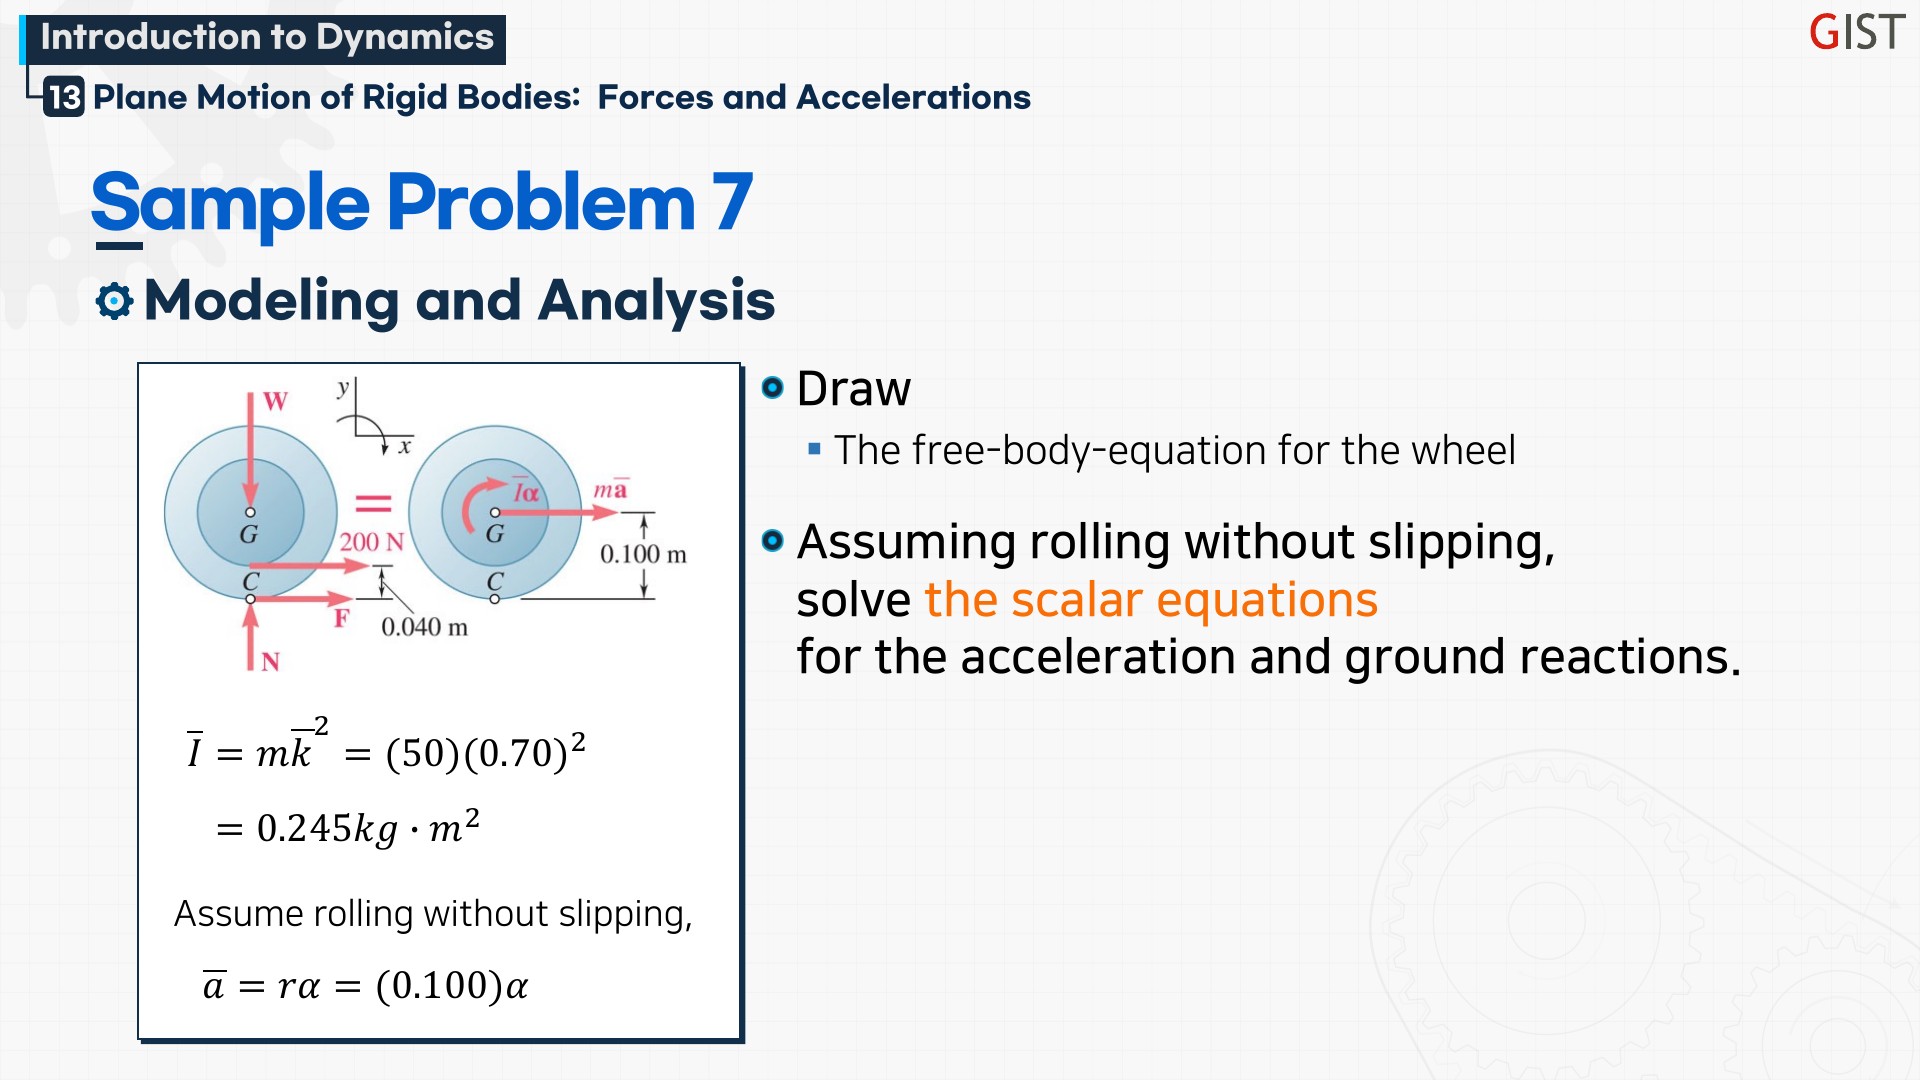 Introduction to Dynamics
GIST
13 Plane Motion of Rigid Bodies: Forces and Accelerations
Sample Problem 7
Modeling and Analysis
W
y
x
G
200 N
C
F
0.040 m
N
=
I̅α
ma̅
G
0.100 m
C
I̅ = mk̅² = (50)(0.70)²
= 0.245kg · m²
Assume rolling without slipping,
a̅ = rα = (0.100)α
Draw
The free-body-equation for the wheel
Assuming rolling without slipping,
solve the scalar equations
for the acceleration and ground reactions.